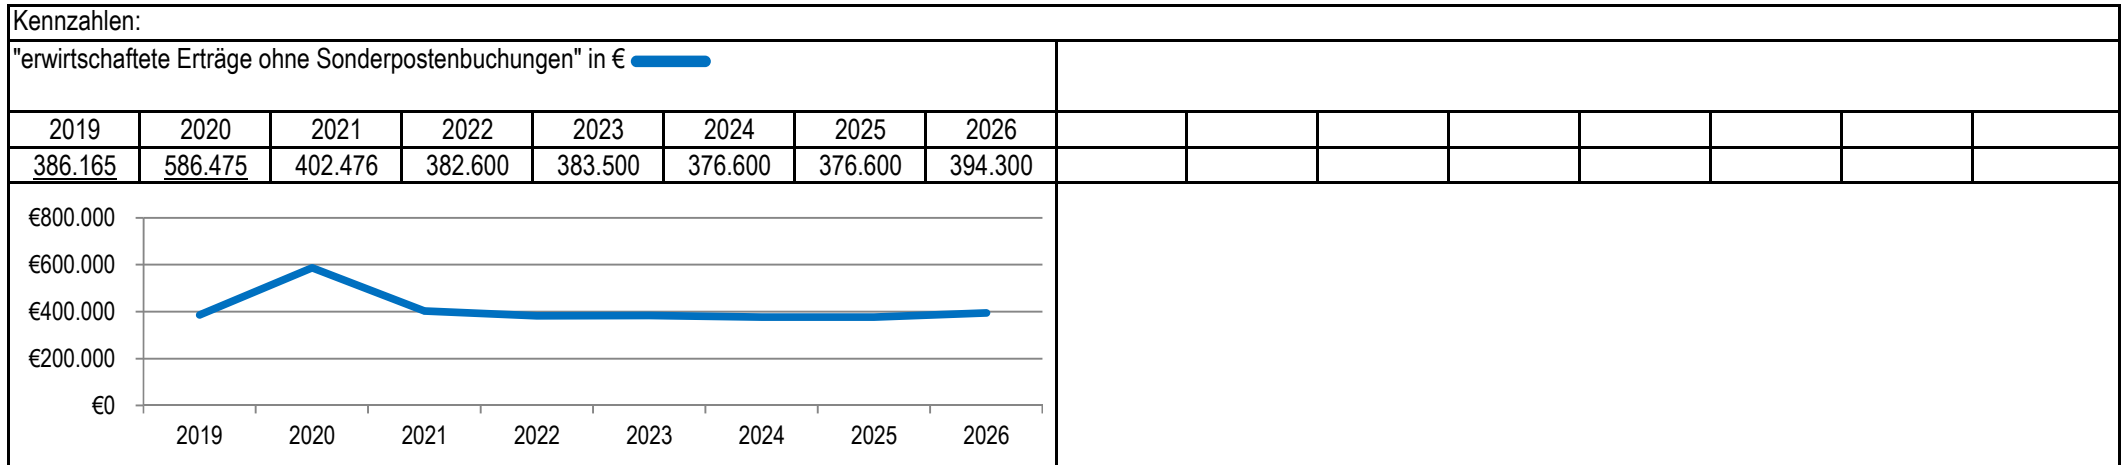 Kennzahlen:
"erwirtschaftete Erträge ohne Sonderpostenbuchungen" in €
2019 2020 2021 2022 2023 2024 2025 2026
386.165 586.475 402.476 382.600 383.500 376.600 376.600 394.300
€800.000
€600.000
€400.000
€200.000
€0
2019 2020 2021 2022 2023 2024 2025 2026